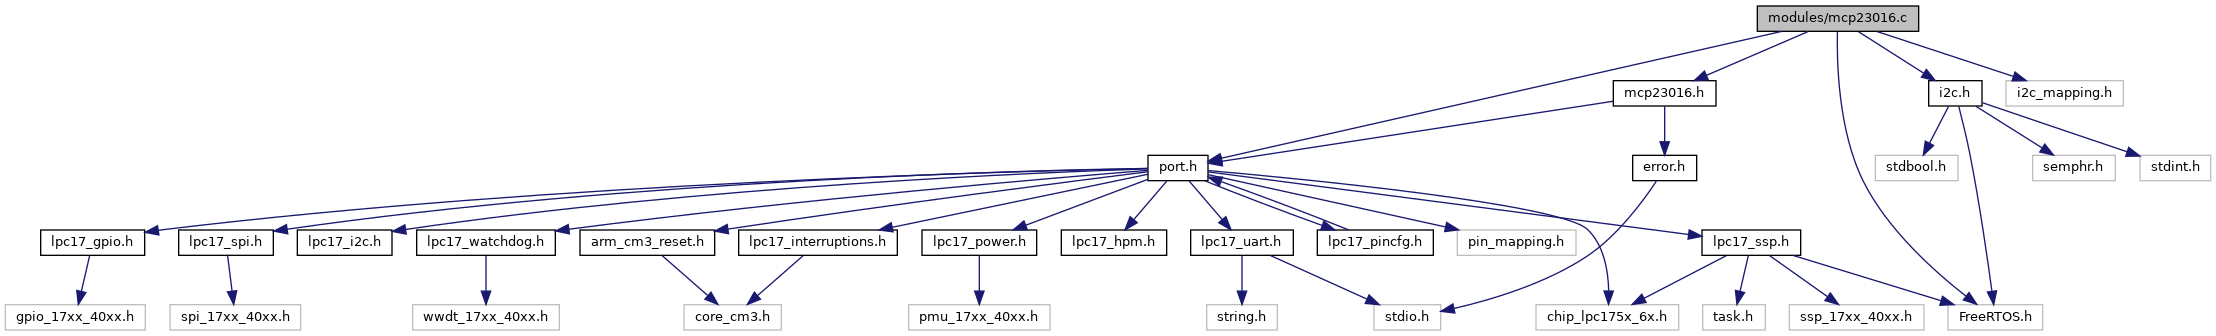 modules/mcp23016.c
mcp23016.h
i2c.h
i2c_mapping.h
port.h
error.h
stdbool.h
semphr.h
stdint.h
lpc17_gpio.h
lpc17_spi.h
lpc17_i2c.h
lpc17_watchdog.h
arm_cm3_reset.h
lpc17_interruptions.h
lpc17_power.h
lpc17_hpm.h
lpc17_uart.h
lpc17_pincfg.h
pin_mapping.h
lpc17_ssp.h
gpio_17xx_40xx.h
spi_17xx_40xx.h
wwdt_17xx_40xx.h
core_cm3.h
pmu_17xx_40xx.h
string.h
stdio.h
chip_lpc175x_6x.h
task.h
ssp_17xx_40xx.h
FreeRTOS.h